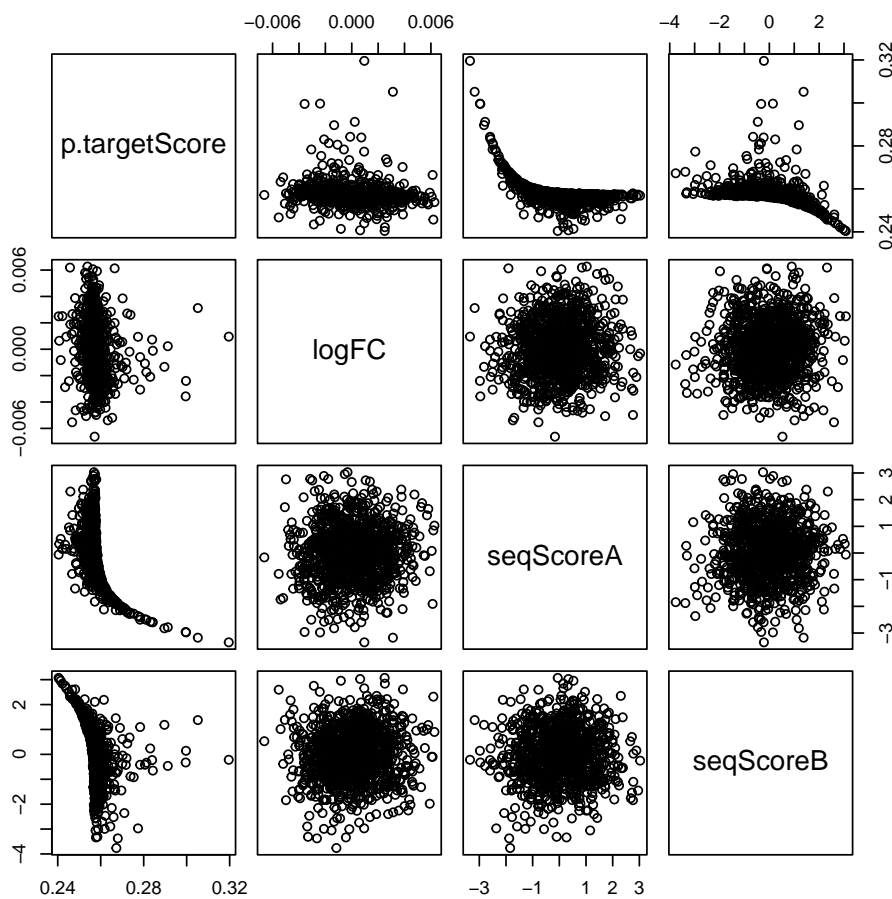 −0.006 0.000 0.006 −4 −2 0 2
p.targetScore 0.24 0.28 0.32
−0.006 0.000 0.006 logFC
seqScoreA −3 −1 1 2 3
−4 −2 0 2 seqScoreB
0.24 0.28 0.32 −3 −1 1 2 3